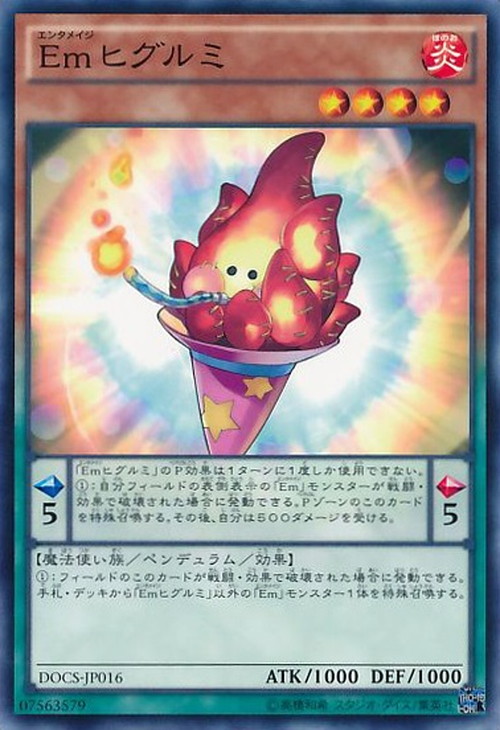 エンタメイジ
Emヒグルミ
ほのお
炎
「Emヒグルミ」のP効果は1ターンに1度しか使用できない。
①：自分フィールドの表側表示の「Em」モンスターが戦闘・
効果で破壊された場合に発動できる。Pゾーンのこのカード
を特殊召喚する。その後、自分は500ダメージを受ける。
5
5
【魔法使い族／ペンデュラム／効果】
①：フィールドのこのカードが戦闘・効果で破壊された場合に発動できる。
手札・デッキから「Emヒグルミ」以外の「Em」モンスター1体を特殊召喚する。
DOCS-JP016
ATK/1000 DEF/1000
07563579
©高橋和希 スタジオ・ダイス/集英社